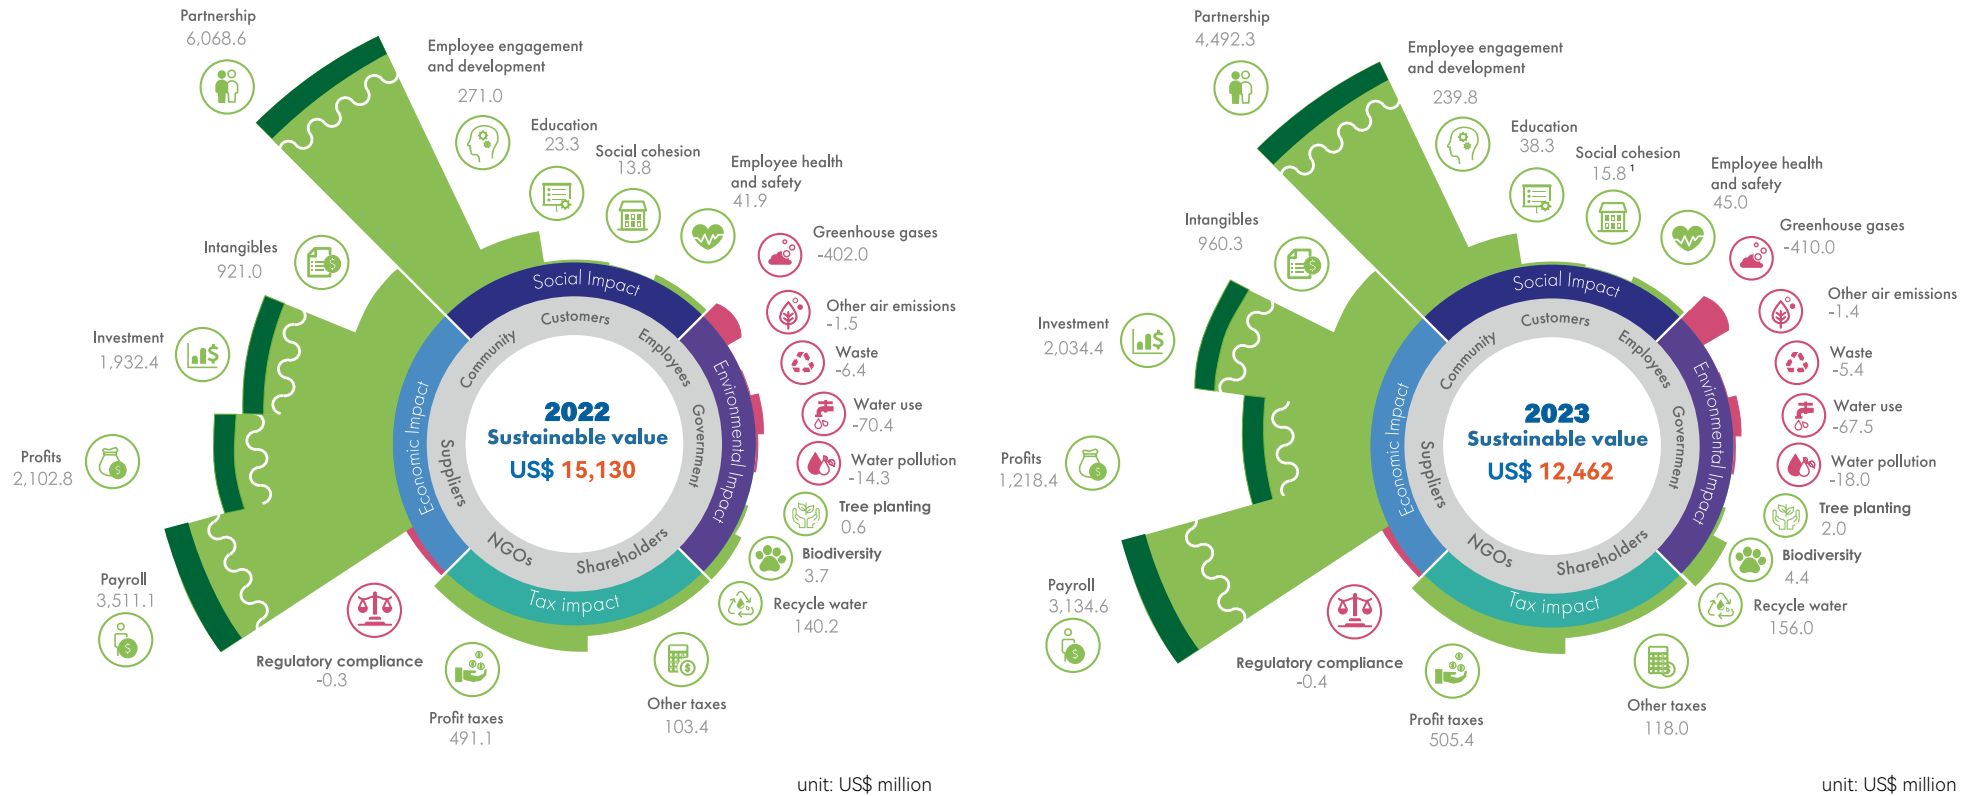 Partnership
6,068.6
Employee engagement
and development
271.0
Education
23.3
Social cohesion
13.8
Employee health
and safety
41.9
Greenhouse gases
-402.0
Other air emissions
-1.5
Waste
-6.4
Water use
-70.4
Water pollution
-14.3
Tree planting
0.6
Biodiversity
3.7
Recycle water
140.2
Other taxes
103.4
Profit taxes
491.1
Regulatory compliance
-0.3
Payroll
3,511.1
Profits
2,102.8
Investment
1,932.4
Intangibles
921.0
Social Impact
Environmental Impact
Tax impact
Economic Impact
Community
Customers
Employees
Government
Shareholders
NGOs
Suppliers
2022
Sustainable value
US$ 15,130
unit: US$ million
Partnership
4,492.3
Employee engagement
and development
239.8
Education
38.3
Social cohesion
15.8 ¹
Employee health
and safety
45.0
Greenhouse gases
-410.0
Other air emissions
-1.4
Waste
-5.4
Water use
-67.5
Water pollution
-18.0
Tree planting
2.0
Biodiversity
4.4
Recycle water
156.0
Other taxes
118.0
Profit taxes
505.4
Regulatory compliance
-0.4
Payroll
3,134.6
Profits
1,218.4
Investment
2,034.4
Intangibles
960.3
Social Impact
Environmental Impact
Tax impact
Economic Impact
Community
Customers
Employees
Government
Shareholders
NGOs
Suppliers
2023
Sustainable value
US$ 12,462
unit: US$ million